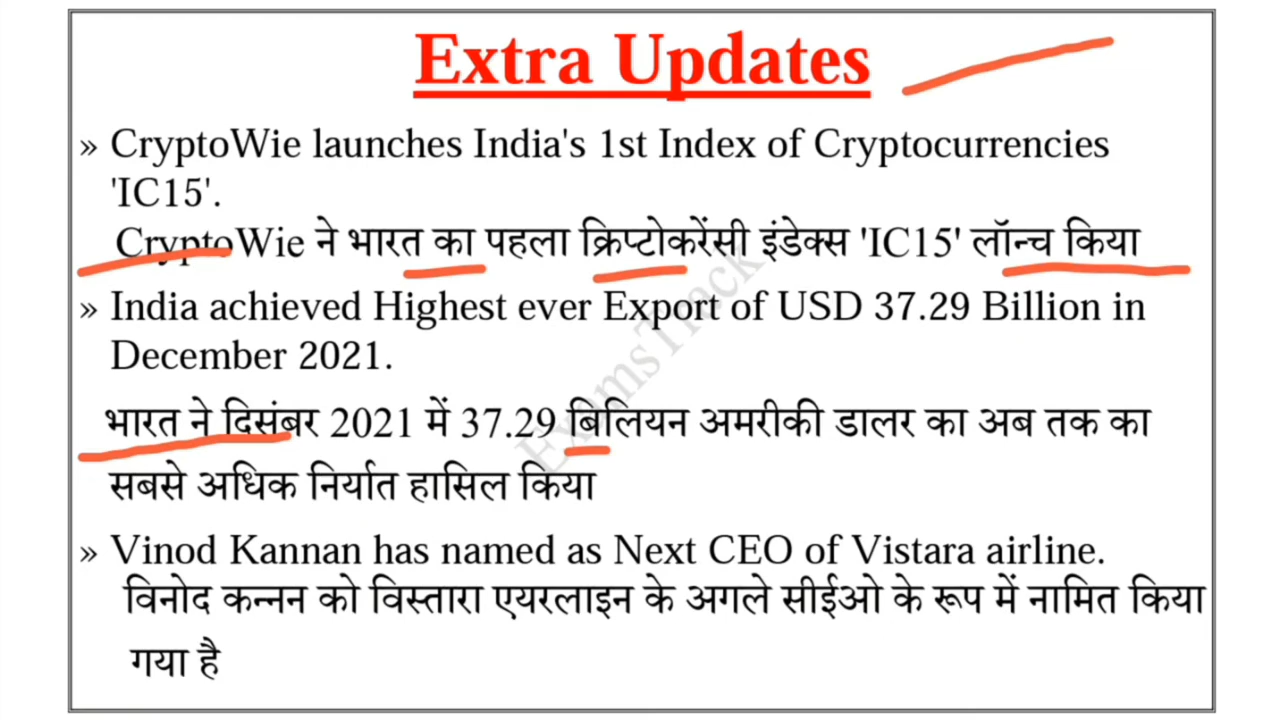 Extra Updates
» CryptoWie launches India's 1st Index of Cryptocurrencies
'IC15'.
CryptoWie ने भारत का पहला क्रिप्टोकरेंसी इंडेक्स 'IC15' लॉन्च किया
» India achieved Highest ever Export of USD 37.29 Billion in
December 2021.
भारत ने दिसंबर 2021 में 37.29 बिलियन अमरीकी डालर का अब तक का
सबसे अधिक निर्यात हासिल किया
» Vinod Kannan has named as Next CEO of Vistara airline.
विनोद कन्नन को विस्तारा एयरलाइन के अगले सीईओ के रूप में नामित किया
गया है
ExamsTrack